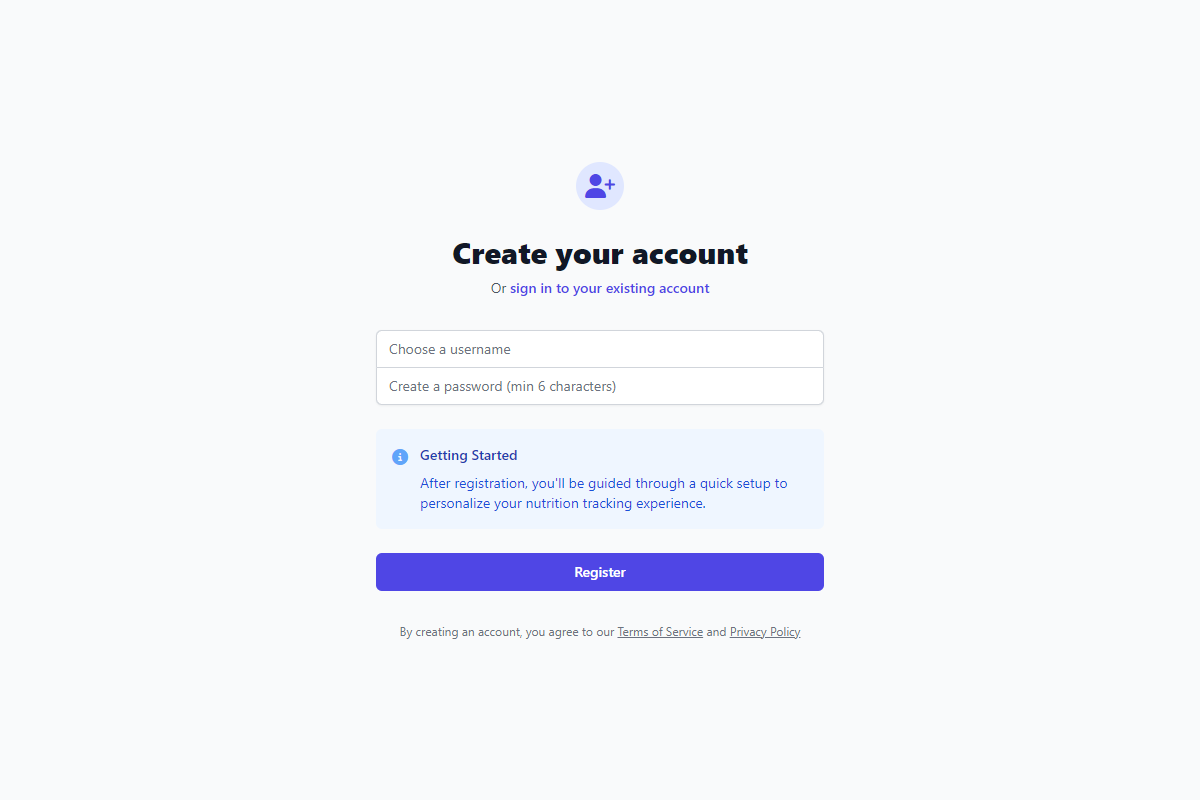 Create your account
Or sign in to your existing account
Choose a username
Create a password (min 6 characters)
Getting Started
After registration, you'll be guided through a quick setup to
personalize your nutrition tracking experience.
Register
By creating an account, you agree to our Terms of Service and Privacy Policy